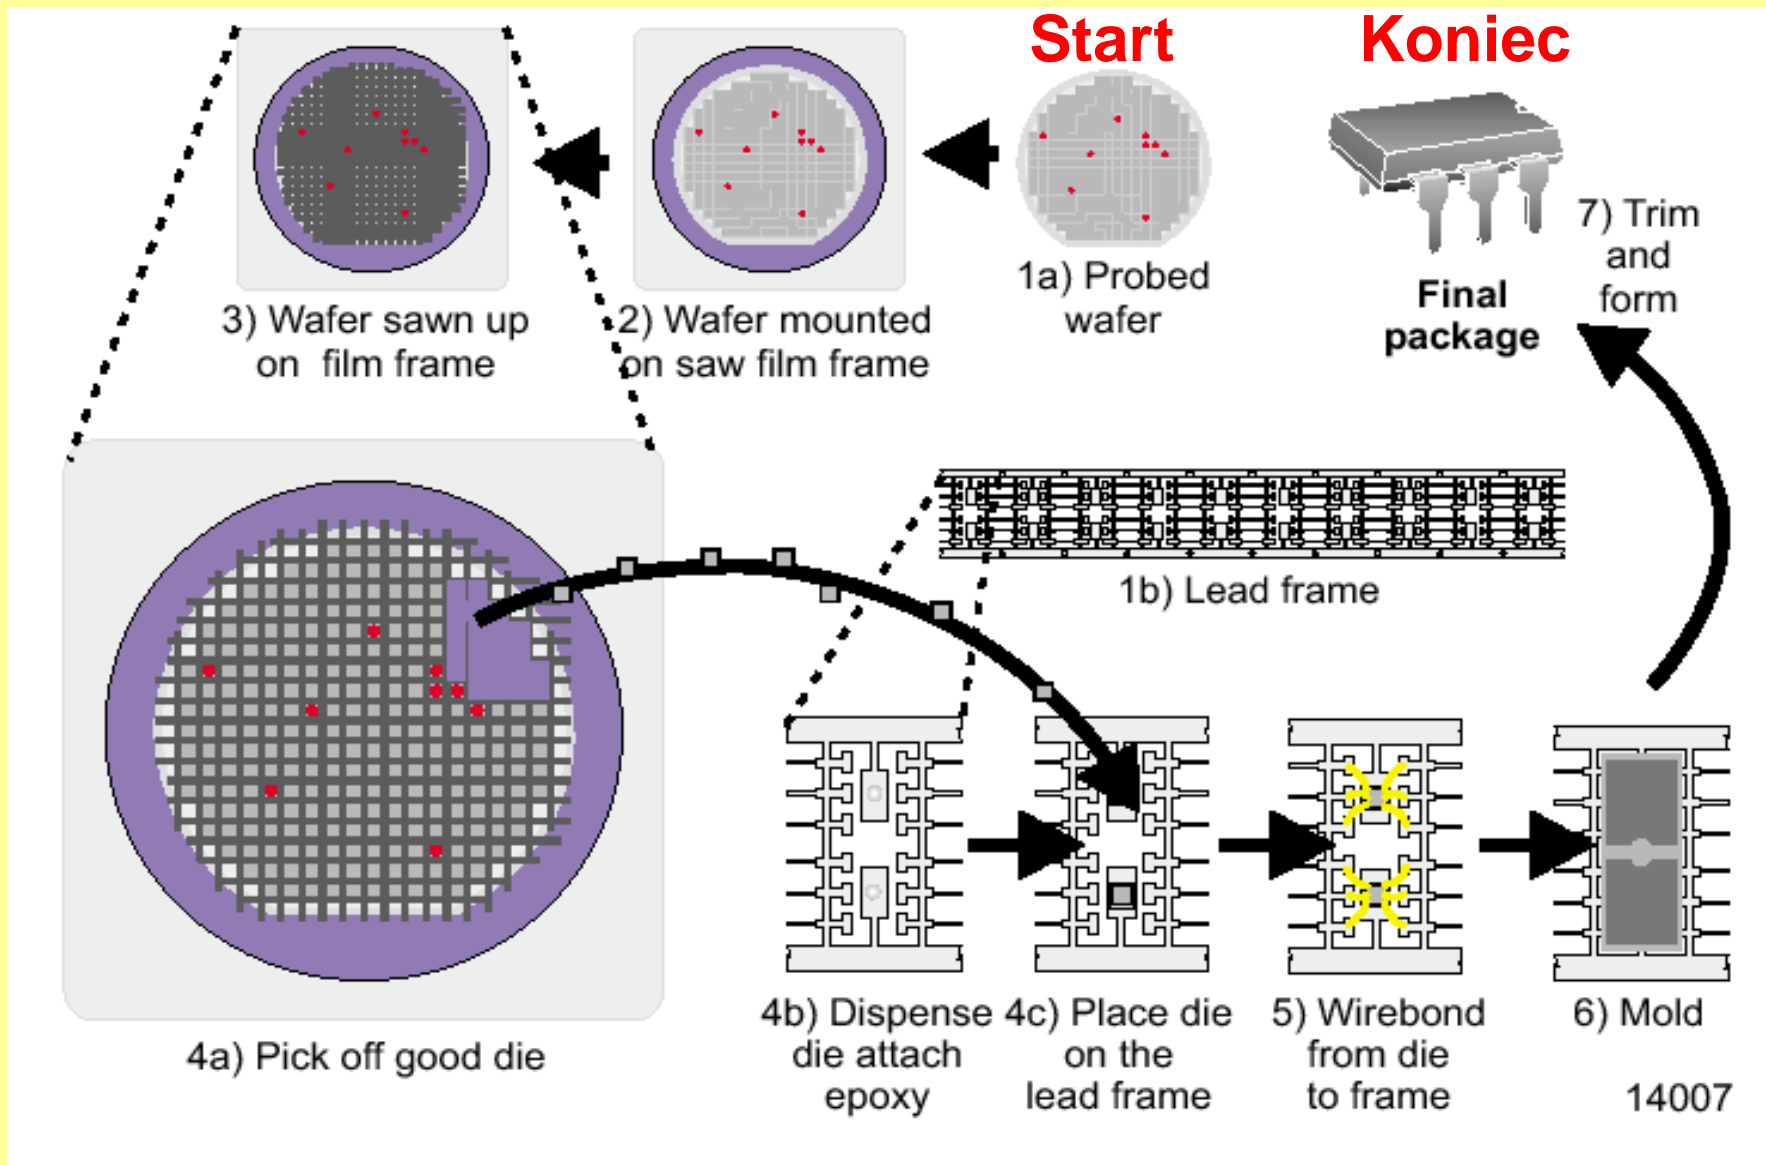 Start
Koniec
1a) Probed
wafer
2) Wafer mounted
on saw film frame
3) Wafer sawn up
on film frame
7) Trim
and
form
Final
package
1b) Lead frame
4a) Pick off good die
4b) Dispense
die attach
epoxy
4c) Place die
on the
lead frame
5) Wirebond
from die
to frame
6) Mold
14007